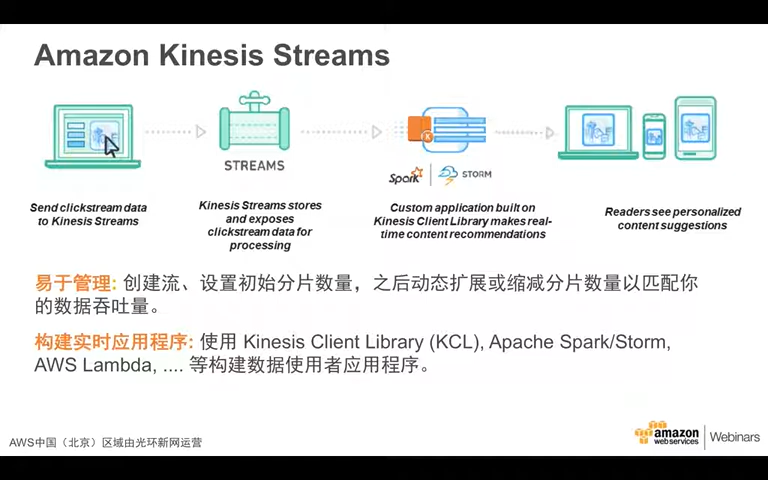 Amazon Kinesis Streams
STREAMS
Spark
STORM
Send clickstream data
to Kinesis Streams
Kinesis Streams stores
and exposes
clickstream data for
processing
Custom application built on
Kinesis Client Library makes real-
time content recommendations
Readers see personalized
content suggestions
易于管理: 创建流、设置初始分片数量，之后动态扩展或缩减分片数量以匹配你
的数据吞吐量。
构建实时应用程序: 使用 Kinesis Client Library (KCL), Apache Spark/Storm,
AWS Lambda, .... 等构建数据使用者应用程序。
AWS中国（北京）区域由光环新网运营
amazon
web services
Webinars